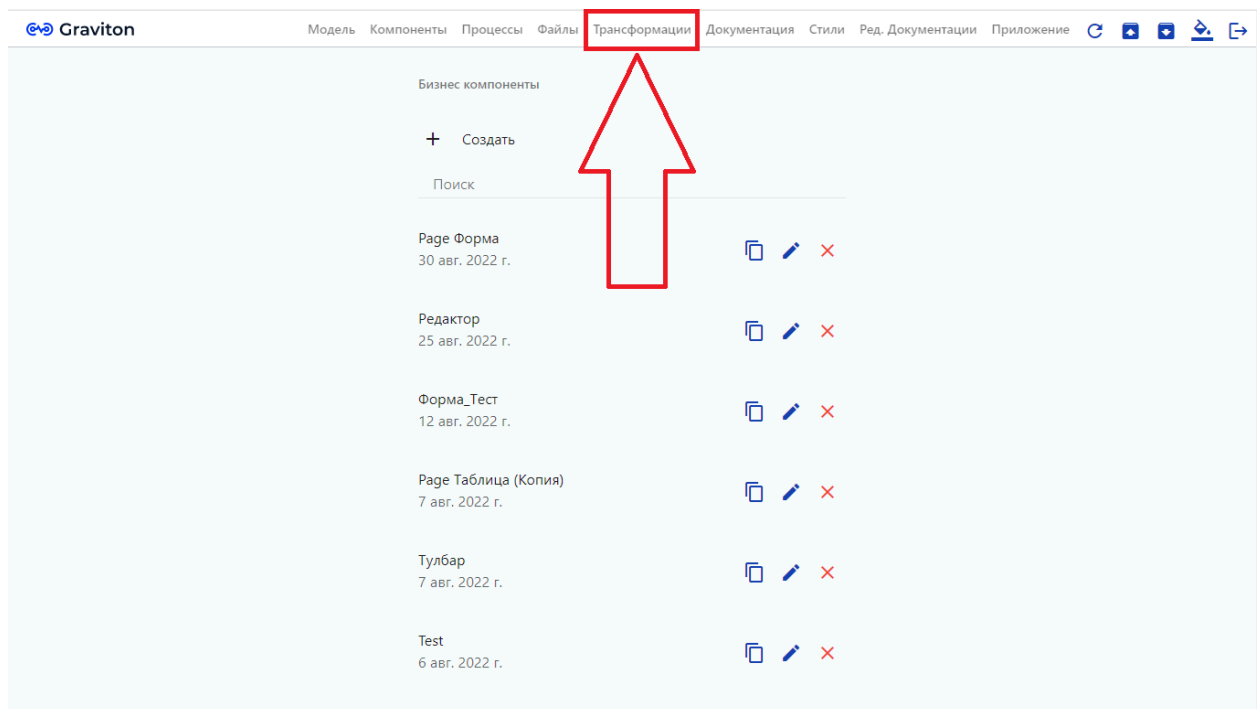 Graviton Модель Компоненты Процессы Файлы Трансформации Документация Стили Ред. Документации Приложение
Бизнес компоненты
+ Создать
Поиск
Page Форма
30 авг. 2022 г.
Редактор
25 авг. 2022 г.
Форма_Тест
12 авг. 2022 г.
Page Таблица (Копия)
7 авг. 2022 г.
Тулбар
7 авг. 2022 г.
Test
6 авг. 2022 г.